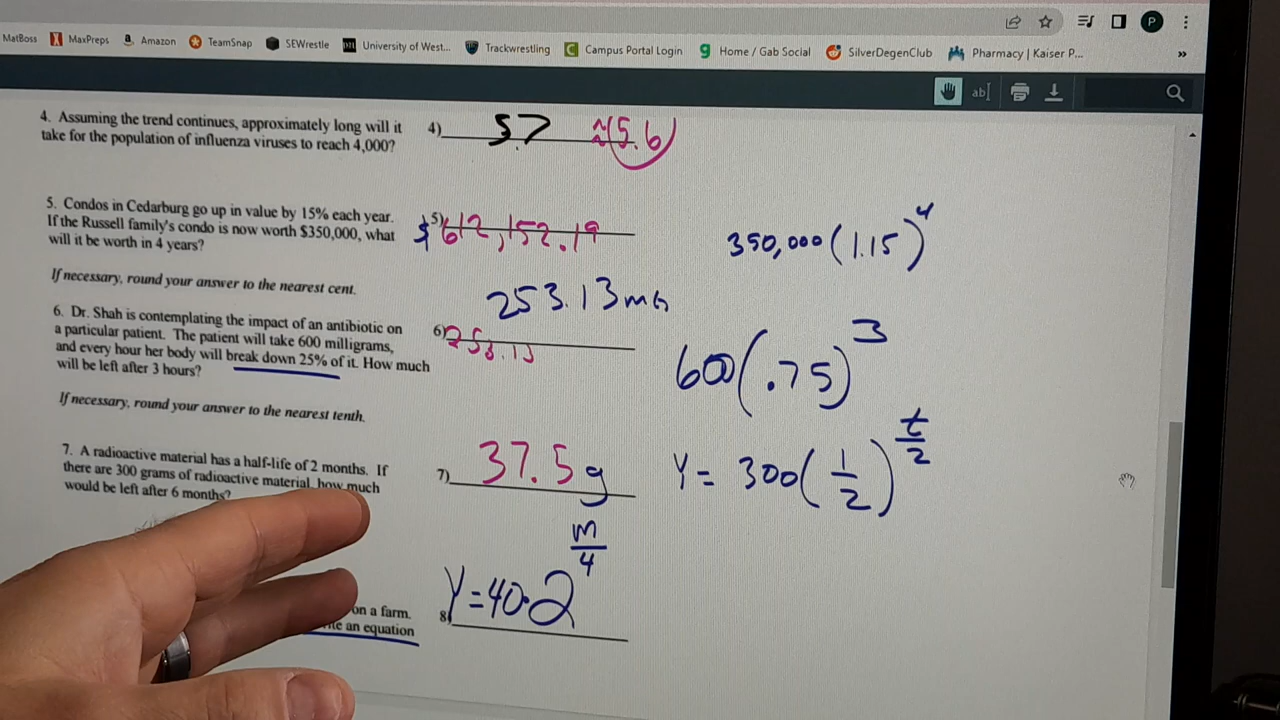 P
MatBoss MaxPreps Amazon TeamSnap SEWrestle University of West... Trackwrestling Campus Portal Login Home / Gab Social SilverDegenClub Pharmacy | Kaiser P... »
ab
4. Assuming the trend continues, approximately long will it
take for the population of influenza viruses to reach 4,000?
4) 5.7 ≈(5.6)
5. Condos in Cedarburg go up in value by 15% each year.
If the Russell family's condo is now worth $350,000, what
will it be worth in 4 years?
If necessary, round your answer to the nearest cent.
5) $612,152.19
350,000(1.15)^4
6. Dr. Shah is contemplating the impact of an antibiotic on
a particular patient. The patient will take 600 milligrams,
and every hour her body will break down 25% of it. How much
will be left after 3 hours?
If necessary, round your answer to the nearest tenth.
253.13
6) 253.13
600(.75)^3
7. A radioactive material has a half-life of 2 months. If
there are 300 grams of radioactive material, how much
would be left after 6 months?
7) 37.5g
Y = 300(1/2)^t/2
on a farm.
an equation
8
Y=40·2^m/4